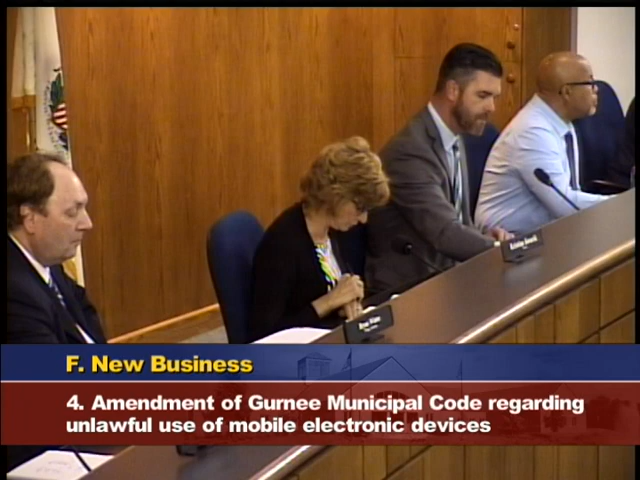 F. New Business
4. Amendment of Gurnee Municipal Code regarding
unlawful use of mobile electronic devices